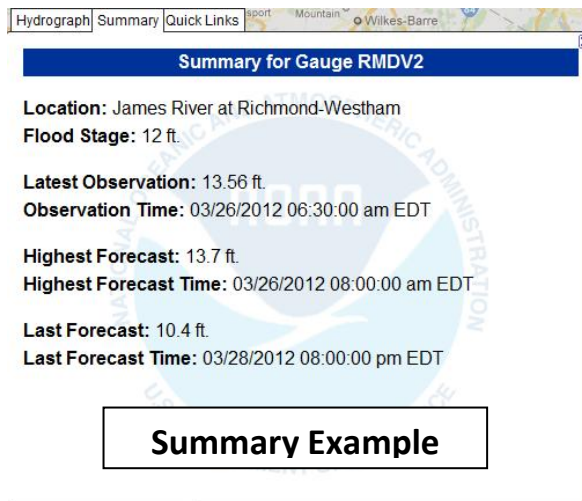 Hydrograph Summary Quick Links sport Mountain Wilkes-Barre
Summary for Gauge RMDV2
Location: James River at Richmond-Westham
Flood Stage: 12 ft.
Latest Observation: 13.56 ft.
Observation Time: 03/26/2012 06:30:00 am EDT
Highest Forecast: 13.7 ft.
Highest Forecast Time: 03/26/2012 08:00:00 am EDT
Last Forecast: 10.4 ft.
Last Forecast Time: 03/28/2012 08:00:00 pm EDT
Summary Example
NOAA